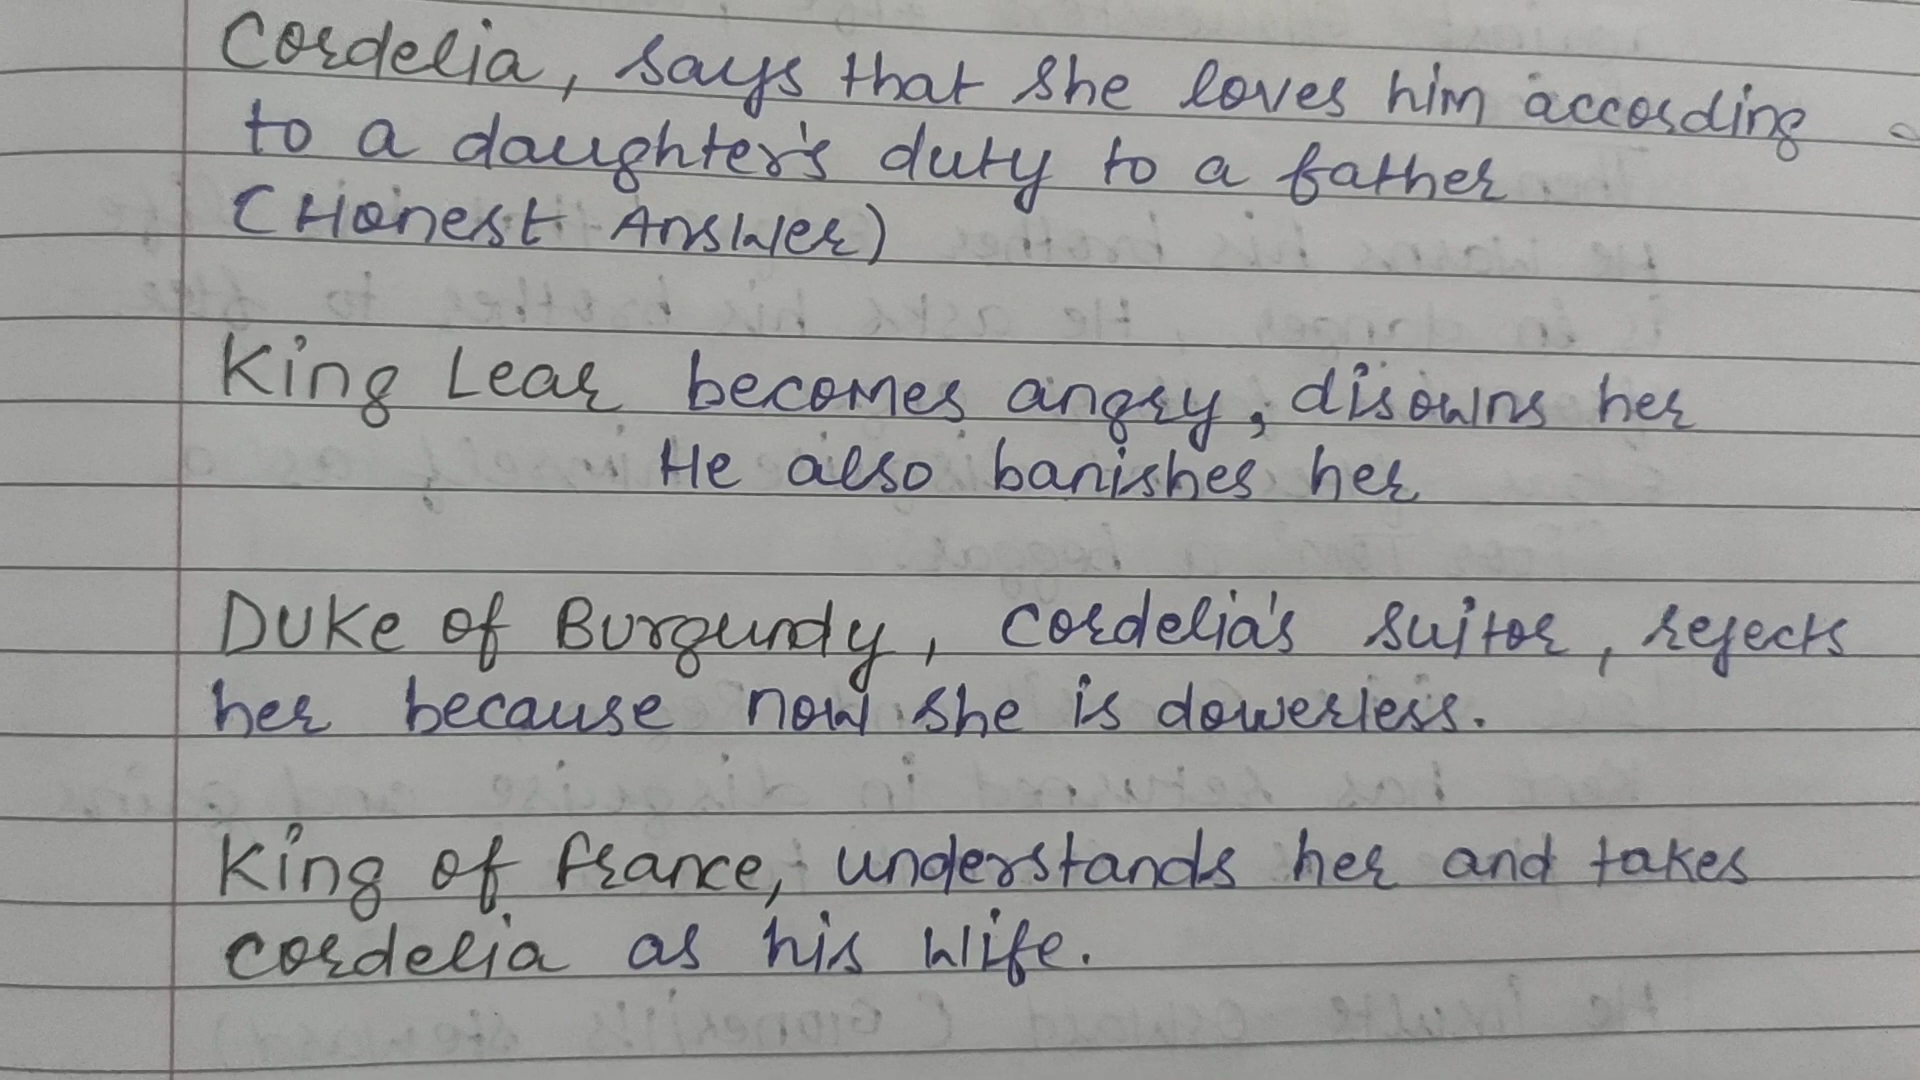 Cordelia, says that she loves him according
to a daughter's duty to a father
(Honest Answer)
King Lear becomes angry, disowns her
He also banishes her
Duke of Burgundy, Cordelia's suitor, rejects
her because now she is dowerless.
King of France, understands her and takes
Cordelia as his wife.